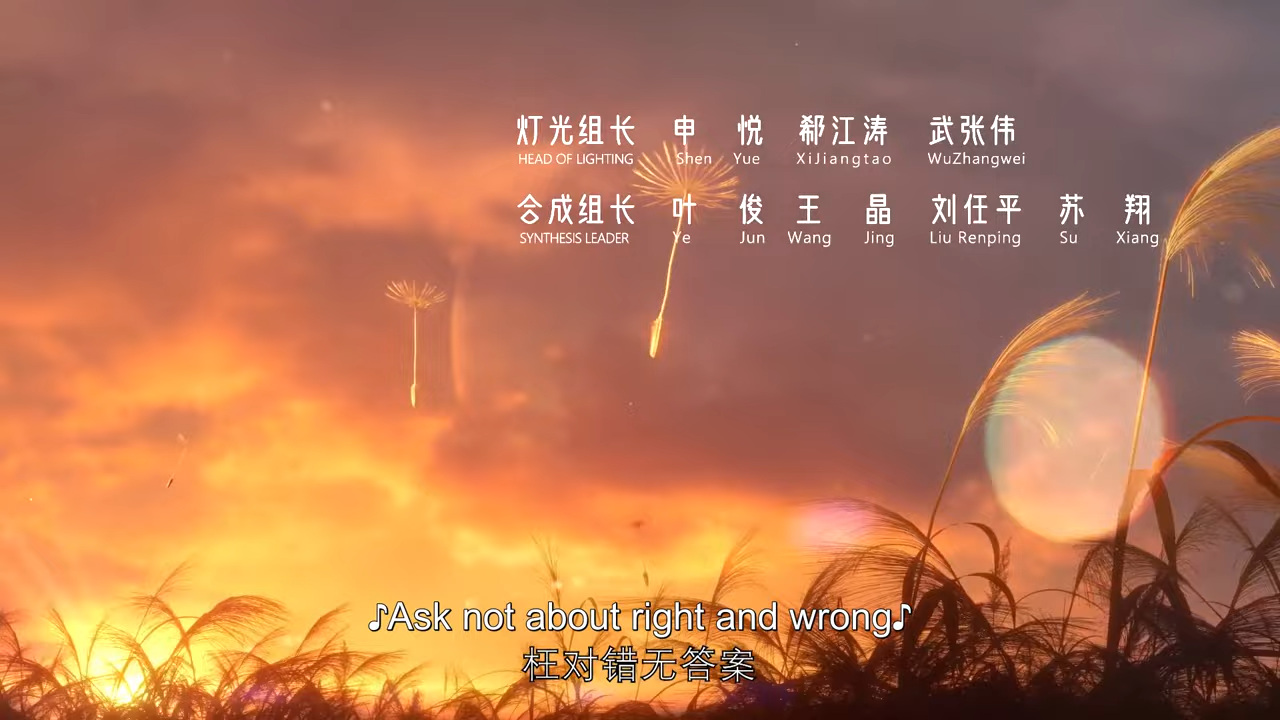 灯光组长 申 悦 郗江涛 武张伟
HEAD OF LIGHTING Shen Yue XiJiangtao WuZhangwei
合成组长 叶 俊 王 晶 刘任平 苏 翔
SYNTHESIS LEADER Ye Jun Wang Jing Liu Renping Su Xiang
♪Ask not about right and wrong♪
枉对错无答案